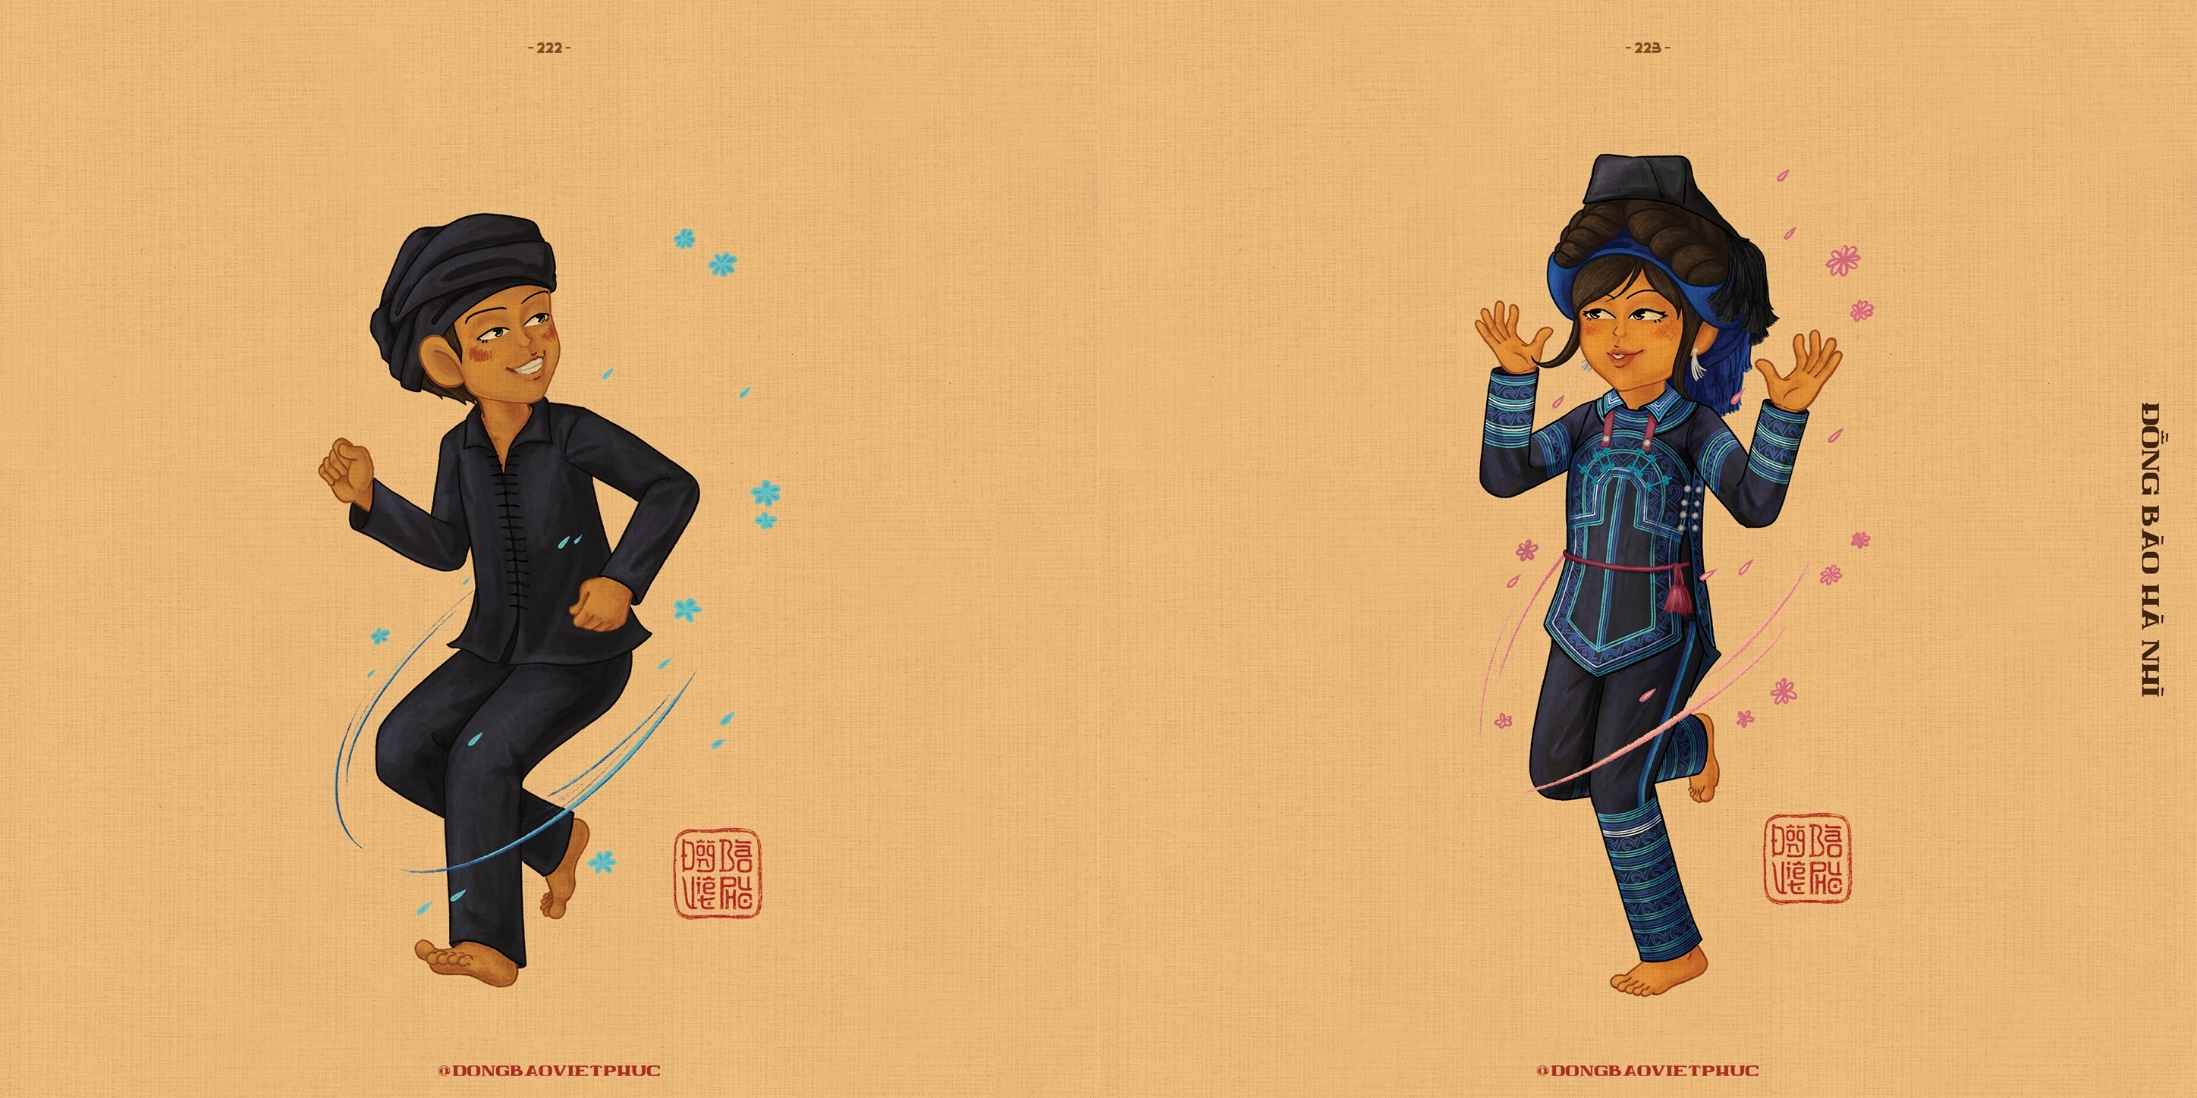 - 222 -
Đồng Bào
Việt Phục
@DONGBAOVIETPHUC
- 223 -
ĐỒNG BÀO HÀ NHÌ
Đồng Bào
Việt Phục
@DONGBAOVIETPHUC